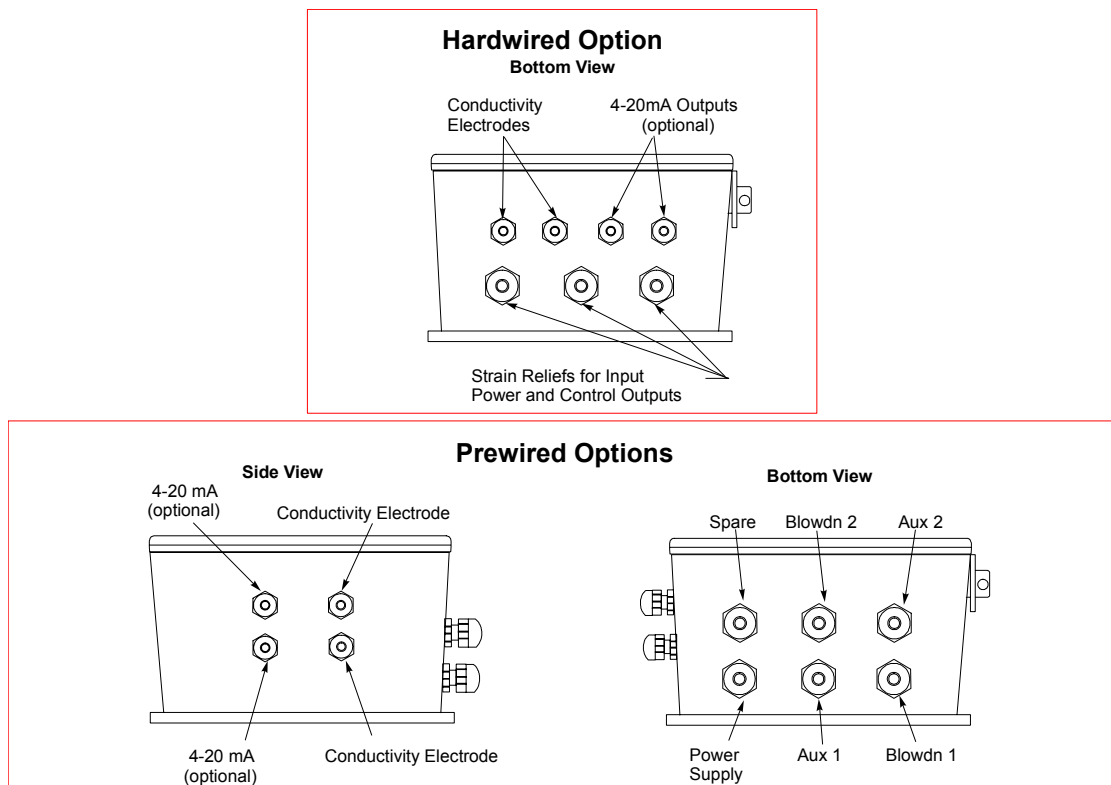 Hardwired Option
Bottom View
Conductivity
Electrodes
4-20mA Outputs
(optional)
Strain Reliefs for Input
Power and Control Outputs
Prewired Options
Side View
4-20 mA
(optional)
Conductivity Electrode
4-20 mA
(optional)
Conductivity Electrode
Bottom View
Spare
Blowdn 2
Aux 2
Power
Supply
Aux 1
Blowdn 1